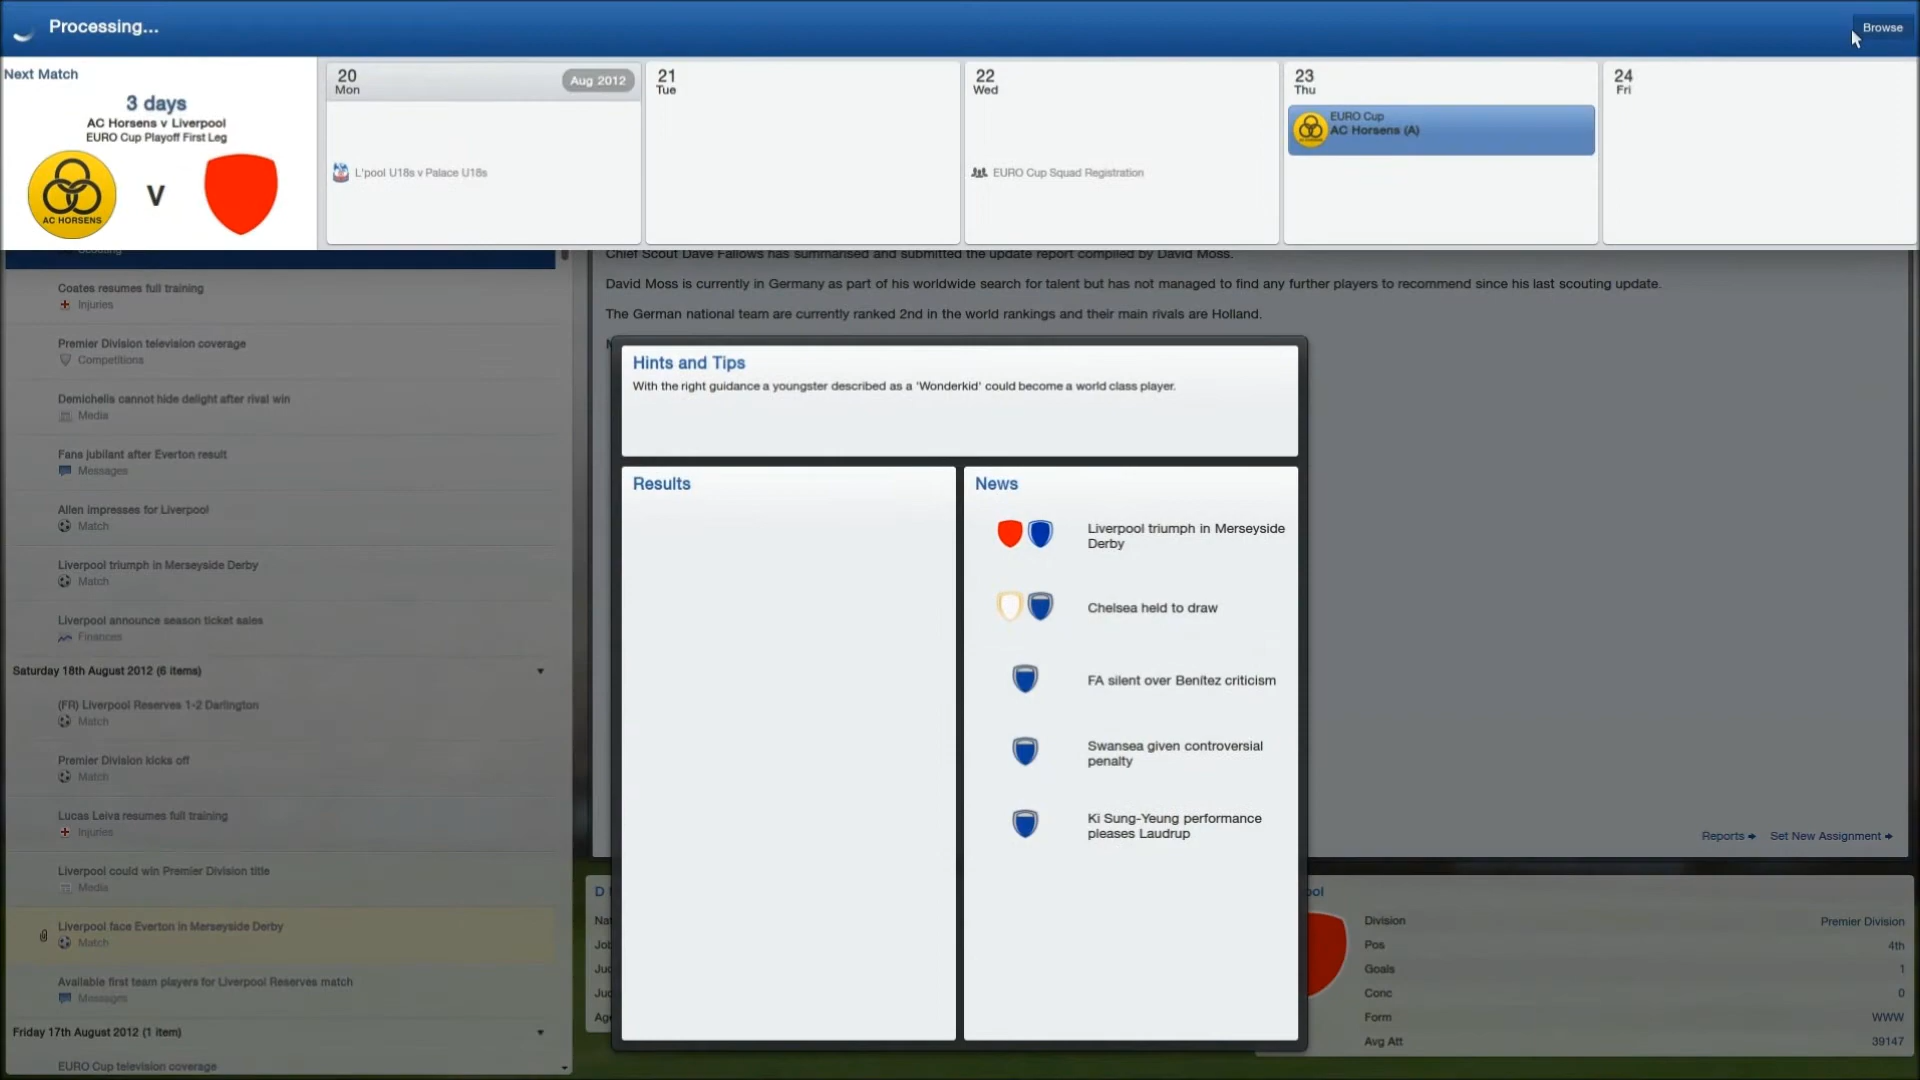 Processing...
Browse
Next Match
3 days
AC Horsens v Liverpool
EURO Cup Playoff First Leg
AC HORSENS
V
20
Mon
Aug 2012
L'pool U18s v Palace U18s
21
Tue
22
Wed
EURO Cup Squad Registration
23
Thu
EURO Cup
AC Horsens (A)
24
Fri
Scouting
Coates resumes full training
Injuries
Premier Division television coverage
Competitions
Demichelis cannot hide delight after rival win
Media
Fans jubilant after Everton result
Messages
Allen impresses for Liverpool
Match
Liverpool triumph in Merseyside Derby
Match
Liverpool announce season ticket sales
Finances
Saturday 18th August 2012 (6 items)
(FR) Liverpool Reserves 1-2 Darlington
Match
Premier Division kicks off
Match
Lucas Leiva resumes full training
Injuries
Liverpool could win Premier Division title
Media
Liverpool face Everton in Merseyside Derby
Match
Available first team players for Liverpool Reserves match
Messages
Friday 17th August 2012 (1 item)
EURO Cup television coverage
Chief Scout Dave Fallows has summarised and submitted the update report compiled by David Moss.
David Moss is currently in Germany as part of his worldwide search for talent but has not managed to find any further players to recommend since his last scouting update.
The German national team are currently ranked 2nd in the world rankings and their main rivals are Holland.
Hints and Tips
With the right guidance a youngster described as a 'Wonderkid' could become a world class player.
Results
News
Liverpool triumph in Merseyside
Derby
Chelsea held to draw
FA silent over Benítez criticism
Swansea given controversial
penalty
Ki Sung-Yeung performance
pleases Laudrup
Reports
Set New Assignment
D
Na
Job
Juc
Juc
Age
ool
Division Premier Division
Pos 4th
Goals 1
Conc 0
Form WWW
Avg Att 39147